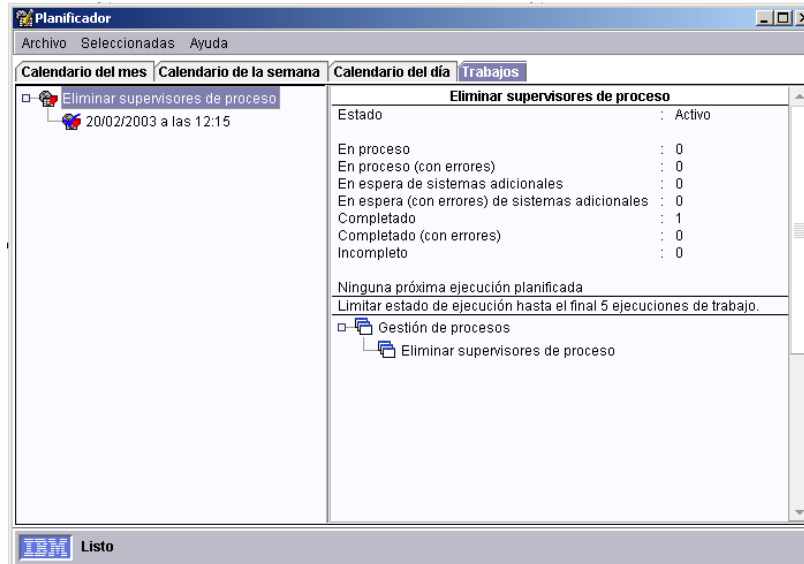 Planificador
Archivo Seleccionadas Ayuda
Calendario del mes Calendario de la semana Calendario del día Trabajos
Eliminar supervisores de proceso
20/02/2003 a las 12:15
Eliminar supervisores de proceso
Estado : Activo
En proceso : 0
En proceso (con errores) : 0
En espera de sistemas adicionales : 0
En espera (con errores) de sistemas adicionales : 0
Completado : 1
Completado (con errores) : 0
Incompleto : 0
Ninguna próxima ejecución planificada
Limitar estado de ejecución hasta el final 5 ejecuciones de trabajo.
Gestión de procesos
Eliminar supervisores de proceso
IBM Listo